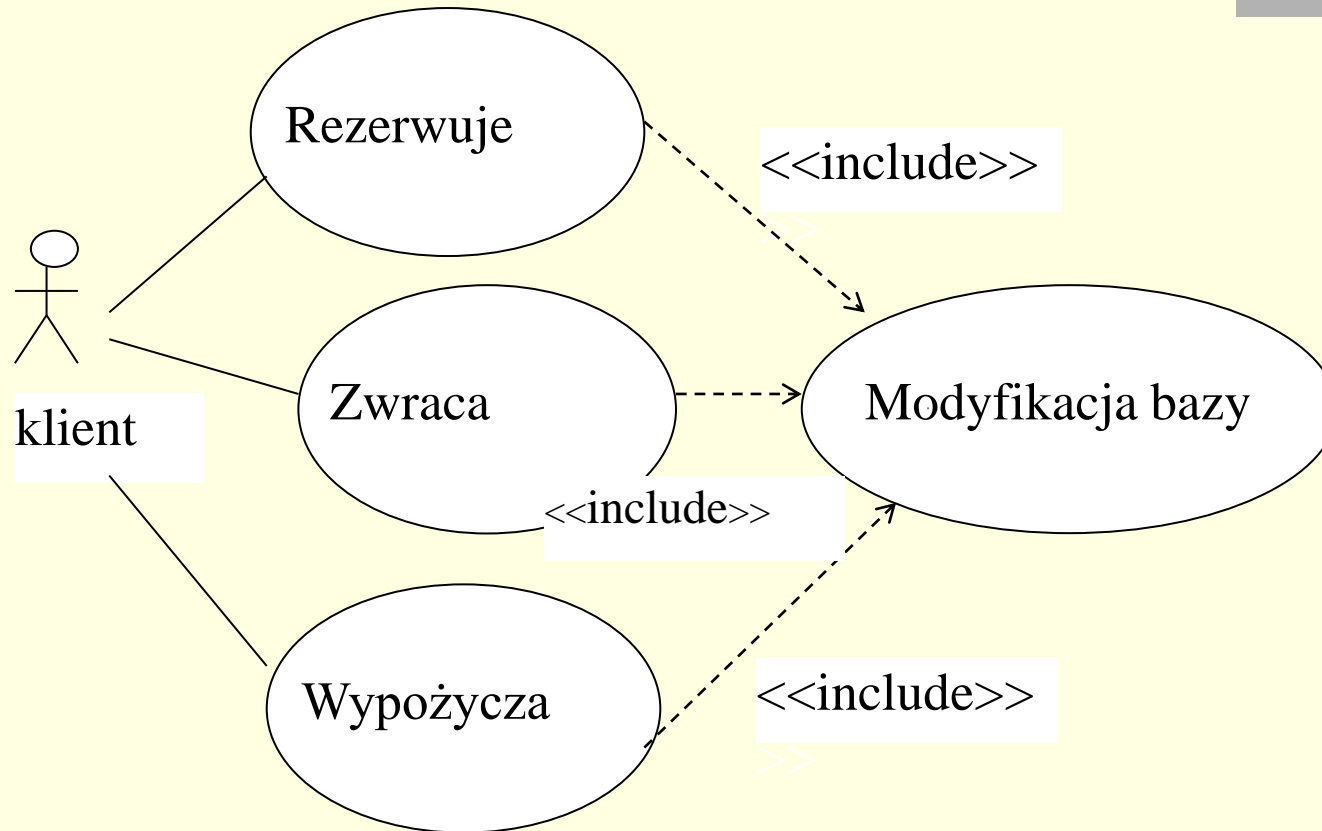 Rezerwuje
<<include>>
>>
Zwraca
Modyfikacja bazy
klient
<<include>>
Wypożycza
<<include>>
>>